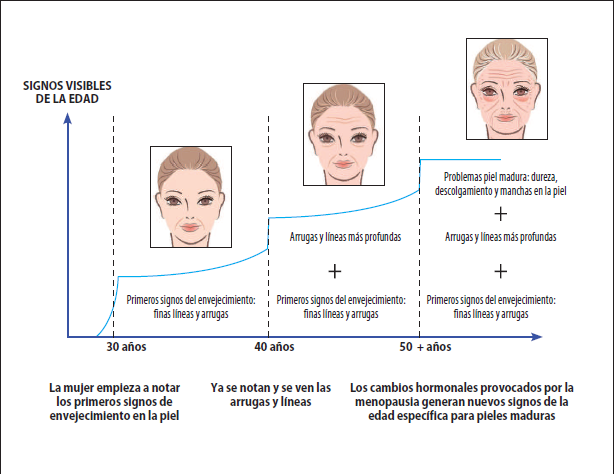 SIGNOS VISIBLES
DE LA EDAD
Problemas piel madura: dureza,
descolgamiento y manchas en la piel
+
Arrugas y líneas más profundas
Arrugas y líneas más profundas
+
+
Primeros signos del envejecimiento:
finas líneas y arrugas
Primeros signos del envejecimiento:
finas líneas y arrugas
Primeros signos del envejecimiento:
finas líneas y arrugas
30 años
40 años
50 + años
La mujer empieza a notar
los primeros signos de
envejecimiento en la piel
Ya se notan y se ven las
arrugas y líneas
Los cambios hormonales provocados por la
menopausia generan nuevos signos de la
edad específica para pieles maduras